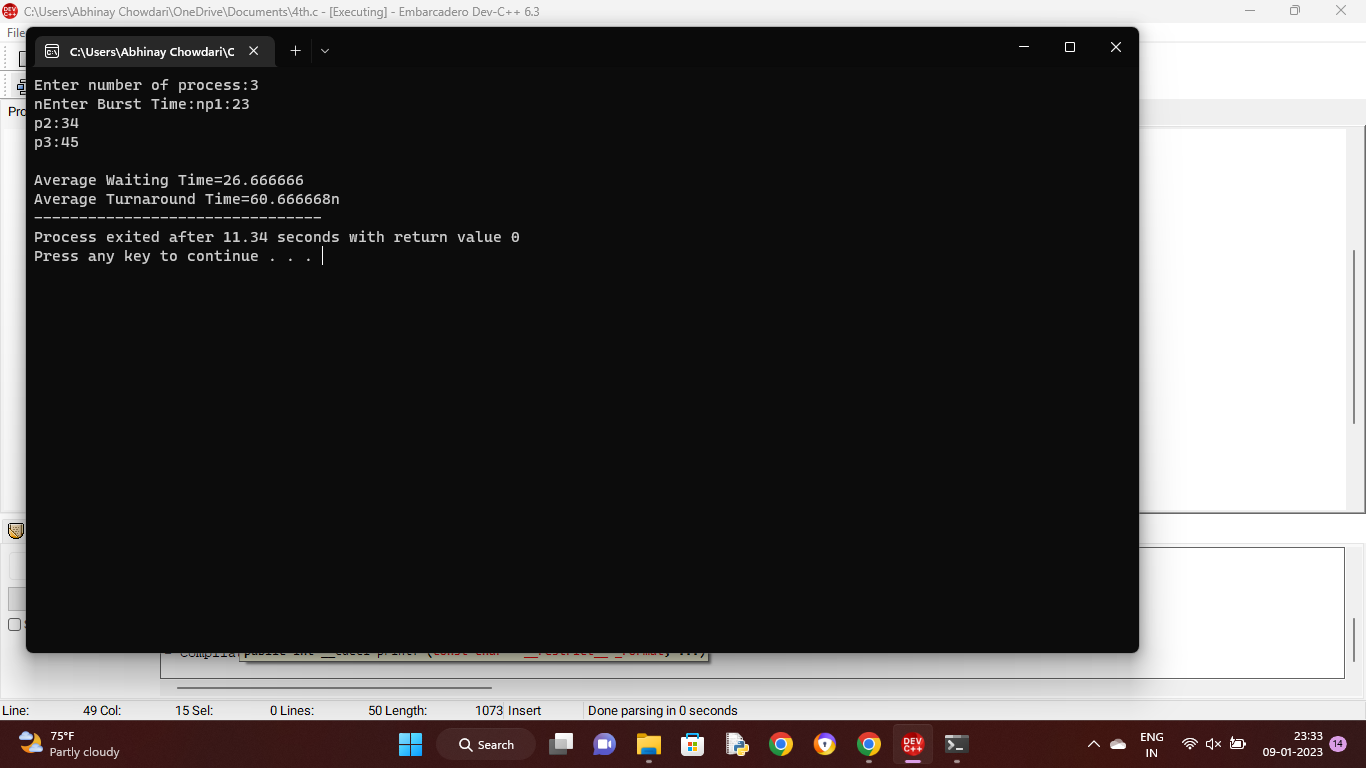 C:\Users\Abhinay Chowdari\OneDrive\Documents\4th.c - [Executing] - Embarcadero Dev-C++ 6.3
File
C:\Users\Abhinay Chowdari\C
Enter number of process:3
nEnter Burst Time:np1:23
Pro
p2:34
p3:45
Average Waiting Time=26.666666
Average Turnaround Time=60.666668n
--------------------------------
Process exited after 11.34 seconds with return value 0
Press any key to continue . . .
Line: 49 Col: 15 Sel: 0 Lines: 50 Length: 1073 Insert Done parsing in 0 seconds
75°F
Partly cloudy
Search
DEV
C++
ENG
IN
23:33
09-01-2023
14